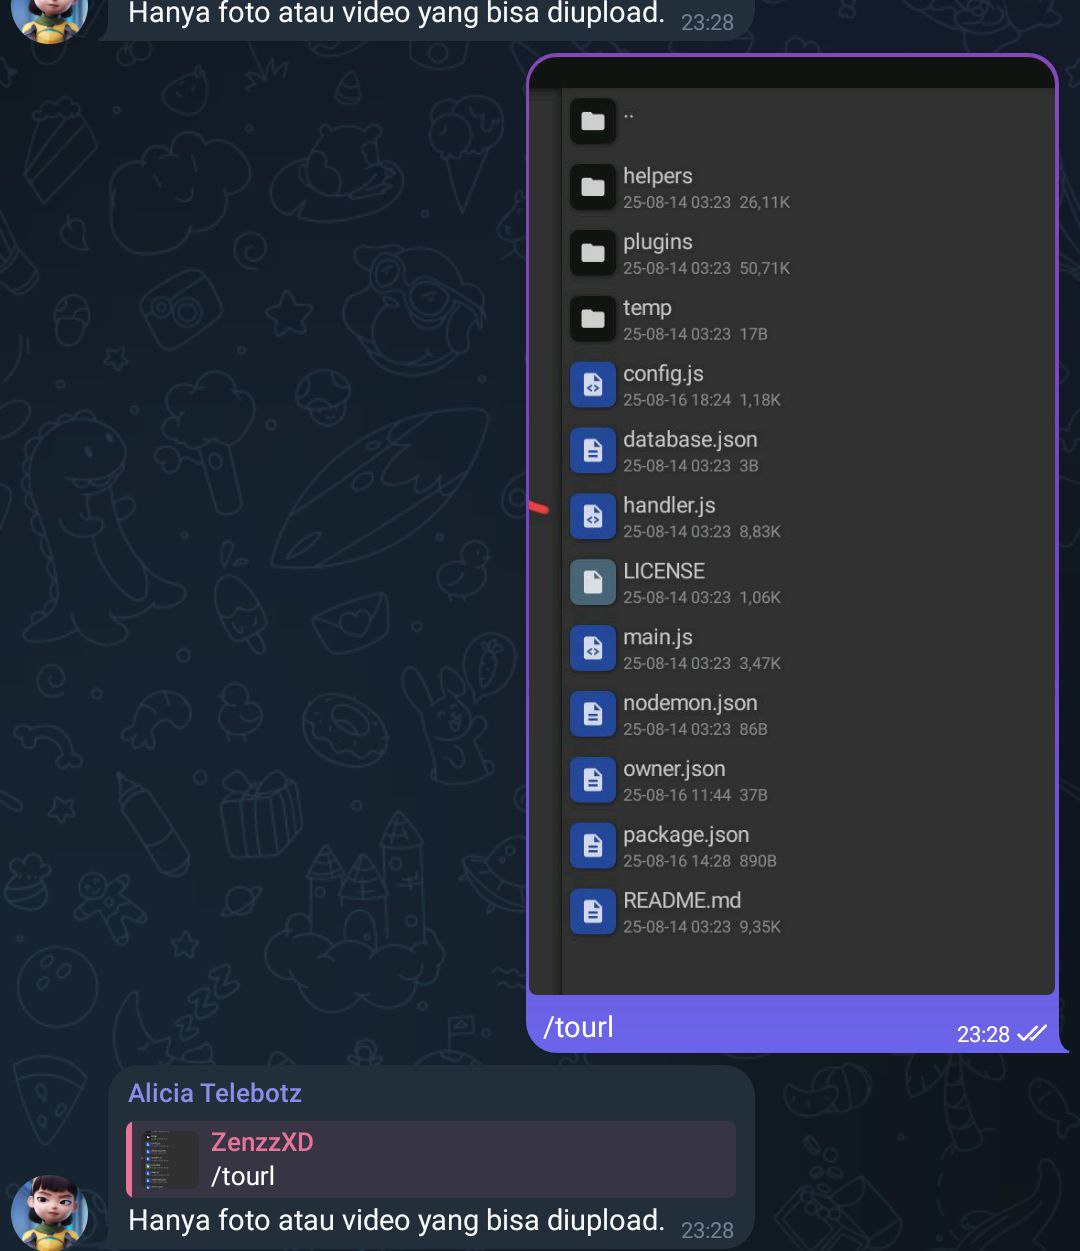 Hanya foto atau video yang bisa diupload. 23:28
..
helpers
25-08-14 03:23 26,11K
plugins
25-08-14 03:23 50,71K
temp
25-08-14 03:23 17B
config.js
25-08-16 18:24 1,18K
database.json
25-08-14 03:23 3B
handler.js
25-08-14 03:23 8,83K
LICENSE
25-08-14 03:23 1,06K
main.js
25-08-14 03:23 3,47K
nodemon.json
25-08-14 03:23 86B
owner.json
25-08-16 11:44 37B
package.json
25-08-16 14:28 890B
README.md
25-08-14 03:23 9,35K
/tourl 23:28
Alicia Telebotz
ZenzzXD
/tourl
Hanya foto atau video yang bisa diupload. 23:28